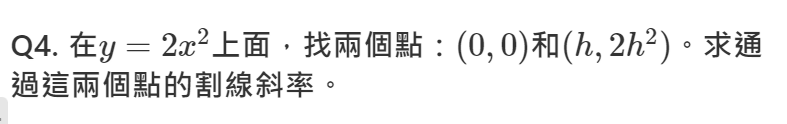 Q4. 在y = 2x²上面，找兩個點：(0, 0)和(h, 2h²)。求通
過這兩個點的割線斜率。